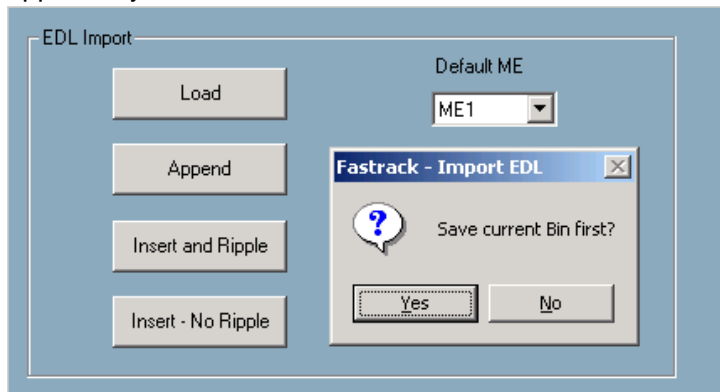 EDL Import
Default ME
Load
ME1
Append
Fastrack - Import EDL
Save current Bin first?
Insert and Ripple
Yes
No
Insert - No Ripple